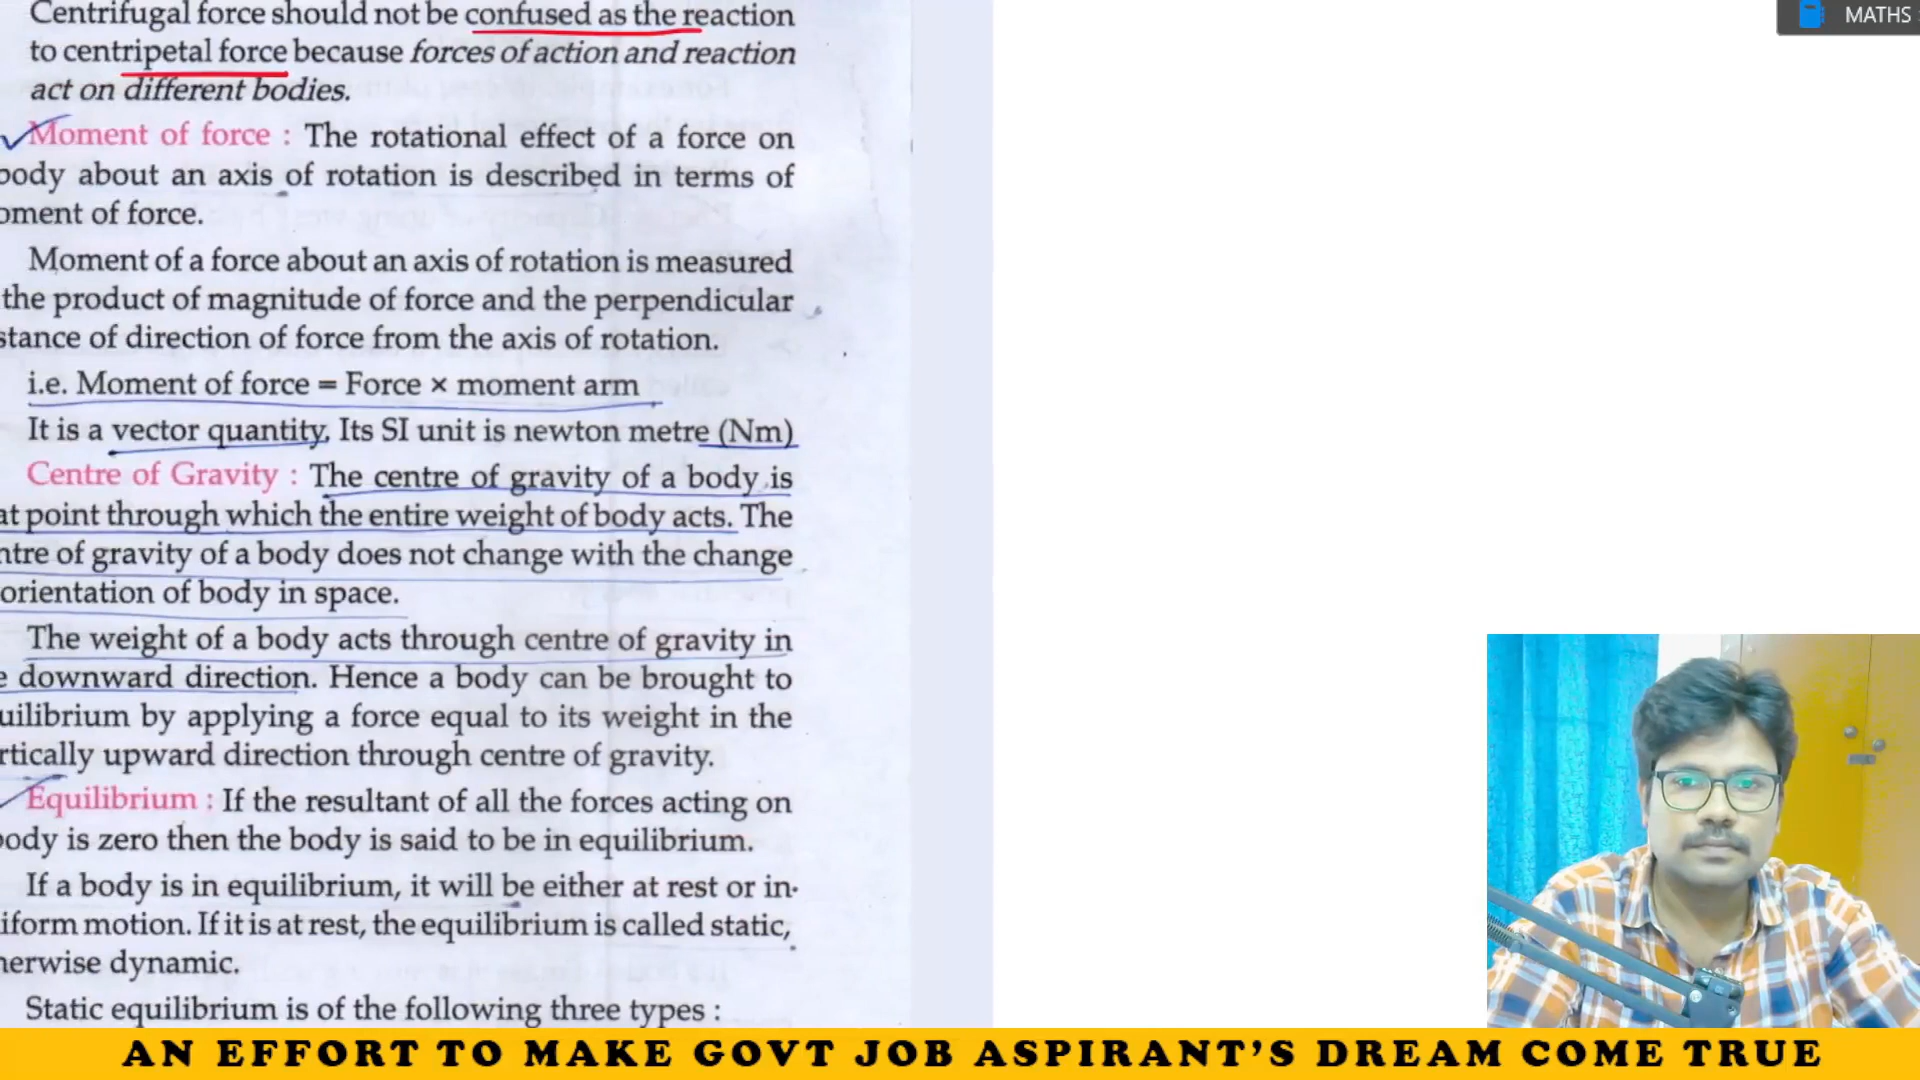 Centrifugal force should not be confused as the reaction
to centripetal force because forces of action and reaction
act on different bodies.
Moment of force : The rotational effect of a force on
body about an axis of rotation is described in terms of
oment of force.
Moment of a force about an axis of rotation is measured
the product of magnitude of force and the perpendicular
stance of direction of force from the axis of rotation.
i.e. Moment of force = Force × moment arm
It is a vector quantity. Its SI unit is newton metre (Nm)
Centre of Gravity : The centre of gravity of a body is
at point through which the entire weight of body acts. The
ntre of gravity of a body does not change with the change
orientation of body in space.
The weight of a body acts through centre of gravity in
e downward direction. Hence a body can be brought to
uilibrium by applying a force equal to its weight in the
rtically upward direction through centre of gravity.
Equilibrium : If the resultant of all the forces acting on
body is zero then the body is said to be in equilibrium.
If a body is in equilibrium, it will be either at rest or in
iform motion. If it is at rest, the equilibrium is called static,
herwise dynamic.
Static equilibrium is of the following three types :
MATHS
AN EFFORT TO MAKE GOVT JOB ASPIRANT'S DREAM COME TRUE